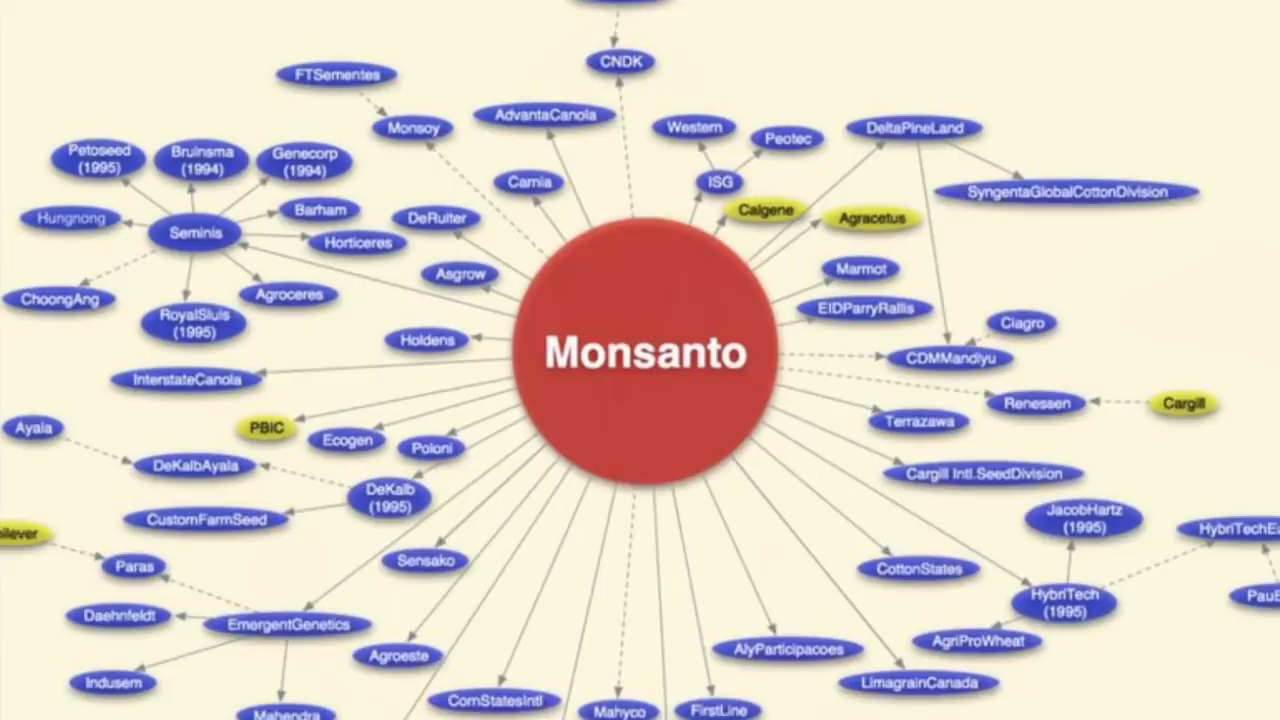 CNDK
FTSementes
AdvantaCanola
Monsoy
Western
Peotec
DeltaPineLand
Petoseed
(1995)
Bruinsma
(1994)
Genecorp
(1994)
Carnia
ISG
SyngentaGlobalCottonDivision
Hungnong
Barham
DeRuiter
Calgene
Agracetus
Seminis
Horticeres
Asgrow
Marmot
ChoongAng
Agroceres
EIDParryRallis
RoyalSluis
(1995)
Ciagro
Holdens
Monsanto
CDMMandiyu
InterstateCanola
Renessen
Cargill
PBIC
Ayala
Ecogen
Poloni
Terrazawa
DeKalbAyala
Cargill Intl.SeedDivision
DeKalb
(1995)
CustomFarmSeed
JacobHartz
(1995)
Paras
Sensako
CottonStates
HybriTech
(1995)
Daehnfeldt
EmergentGenetics
AgriProWheat
Agroeste
AlyParticipacoes
Indusem
LimagrainCanada
CornStatesIntl
Mahyco
FirstLine
Mahendra